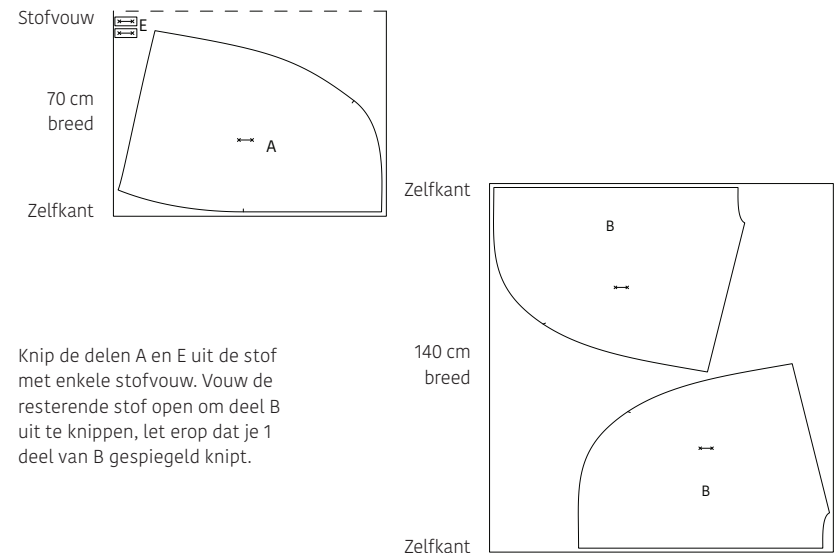 Stofvouw
E
70 cm
breed
A
Zelfkant
Zelfkant
B
140 cm
breed
B
Zelfkant
Knip de delen A en E uit de stof
met enkele stofvouw. Vouw de
resterende stof open om deel B
uit te knippen, let erop dat je 1
deel van B gespiegeld knipt.